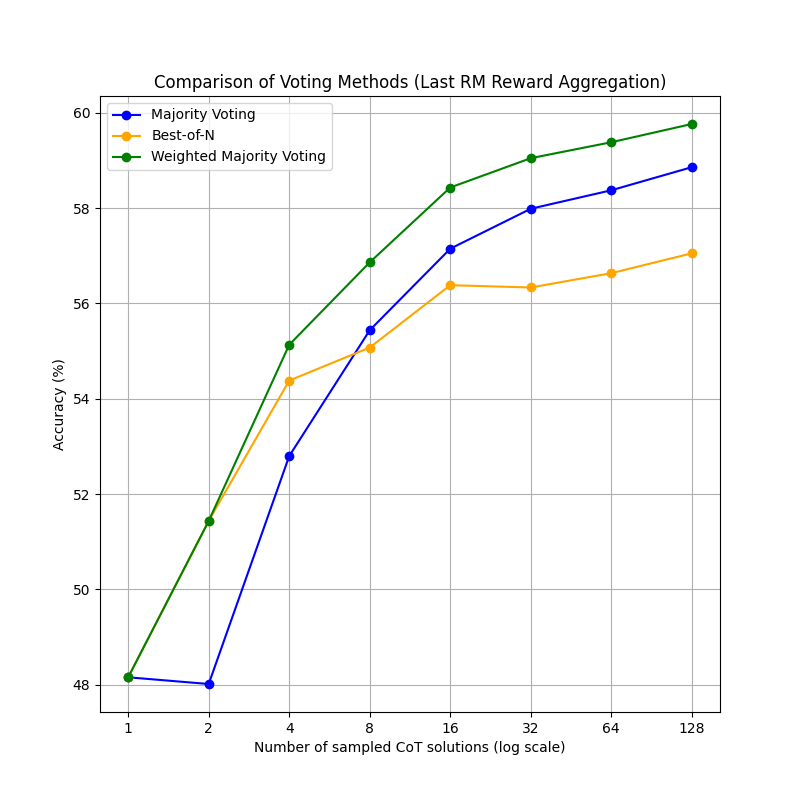 Comparison of Voting Methods (Last RM Reward Aggregation)
Majority Voting
Best-of-N
Weighted Majority Voting
60
58
56
54
52
50
48
Accuracy (%)
1 2 4 8 16 32 64 128
Number of sampled CoT solutions (log scale)